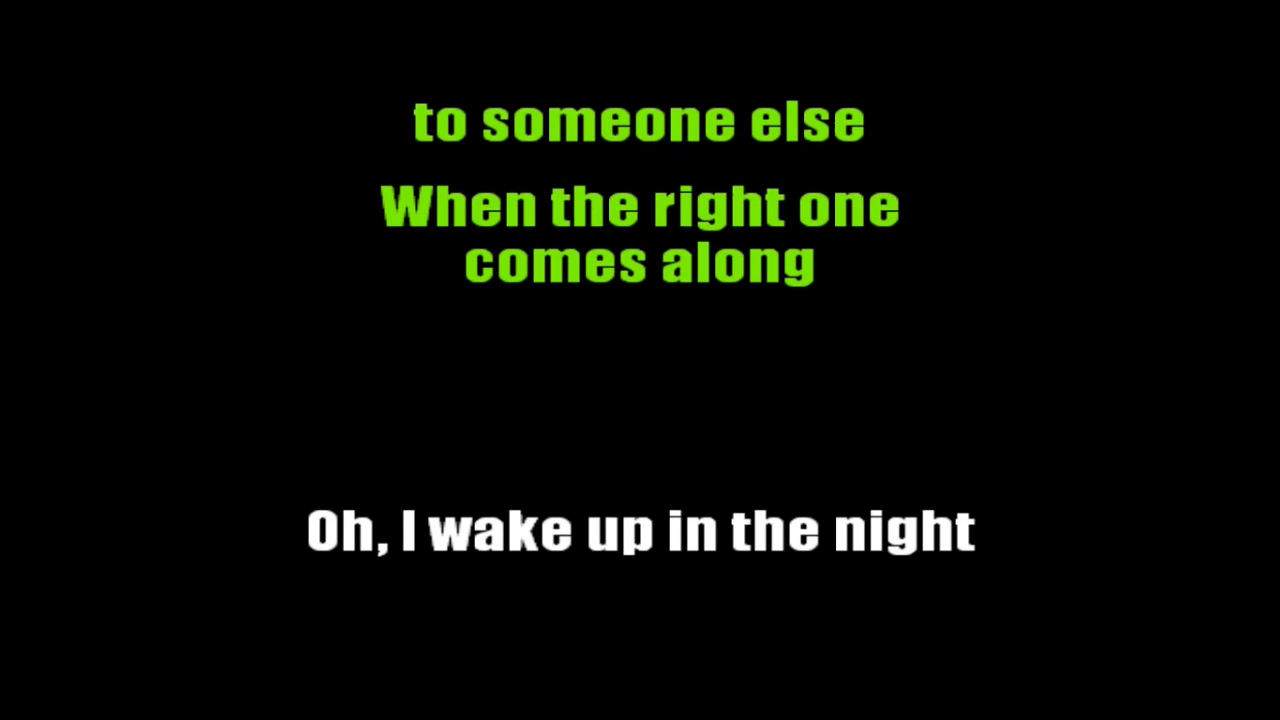 to someone else
When the right one
comes along
Oh, I wake up in the night